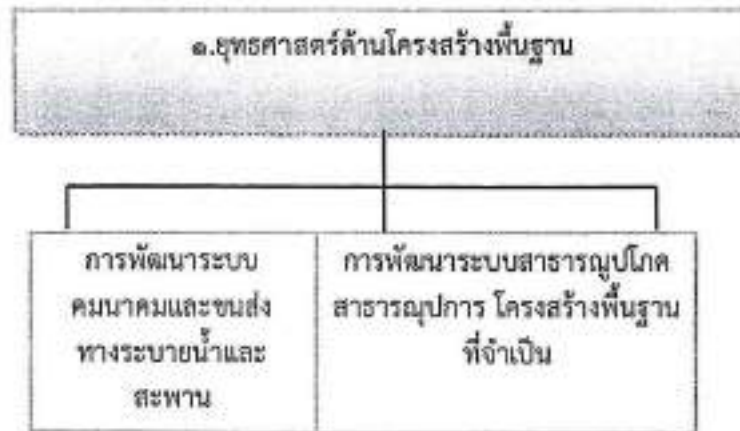 ๑.ยุทธศาสตร์ด้านโครงสร้างพื้นฐาน
การพัฒนาระบบ
คมนาคมและขนส่ง
ทางระบายน้ำและ
สะพาน
การพัฒนาระบบสาธารณูปโภค
สาธารณุปการ โครงสร้างพื้นฐาน
ที่จำเป็น